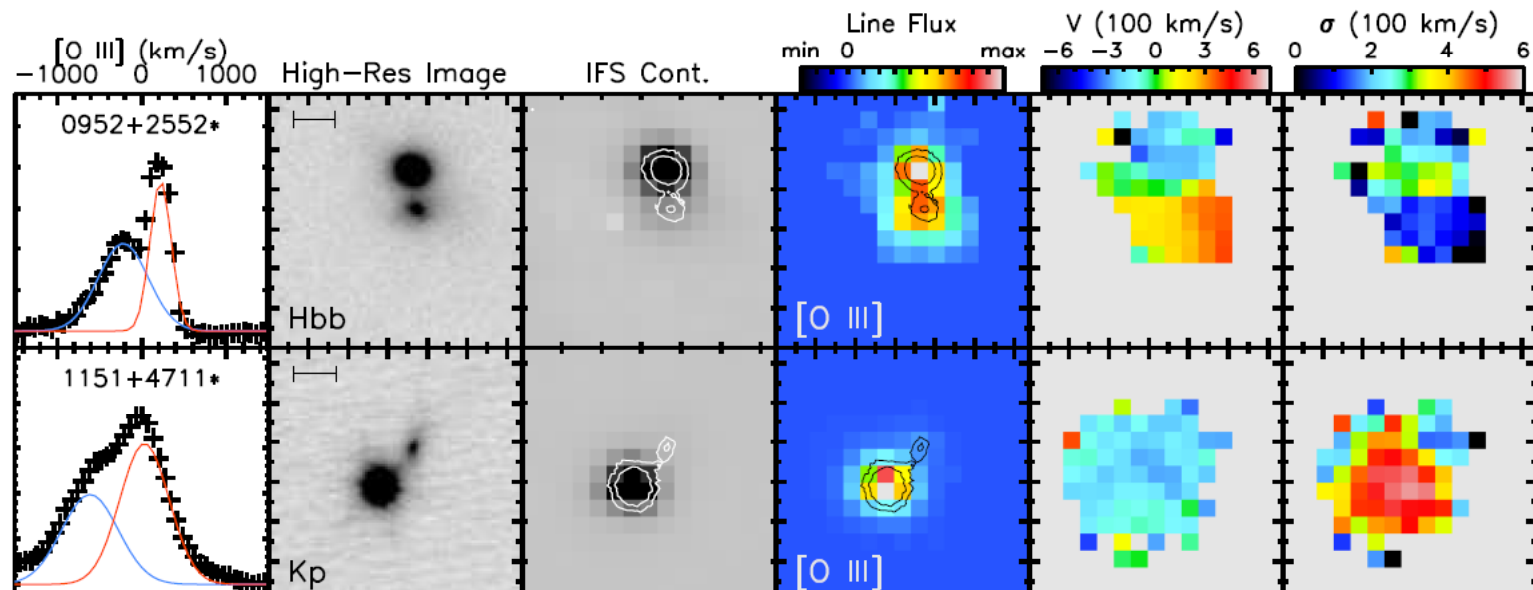 [O III] (km/s)
−1000 0 1000
High−Res Image
IFS Cont.
Line Flux
min 0 max
V (100 km/s)
−6 −3 0 3 6
σ (100 km/s)
0 2 4 6
0952+2552*
Hbb
[O III]
1151+4711*
Kp
[O III]